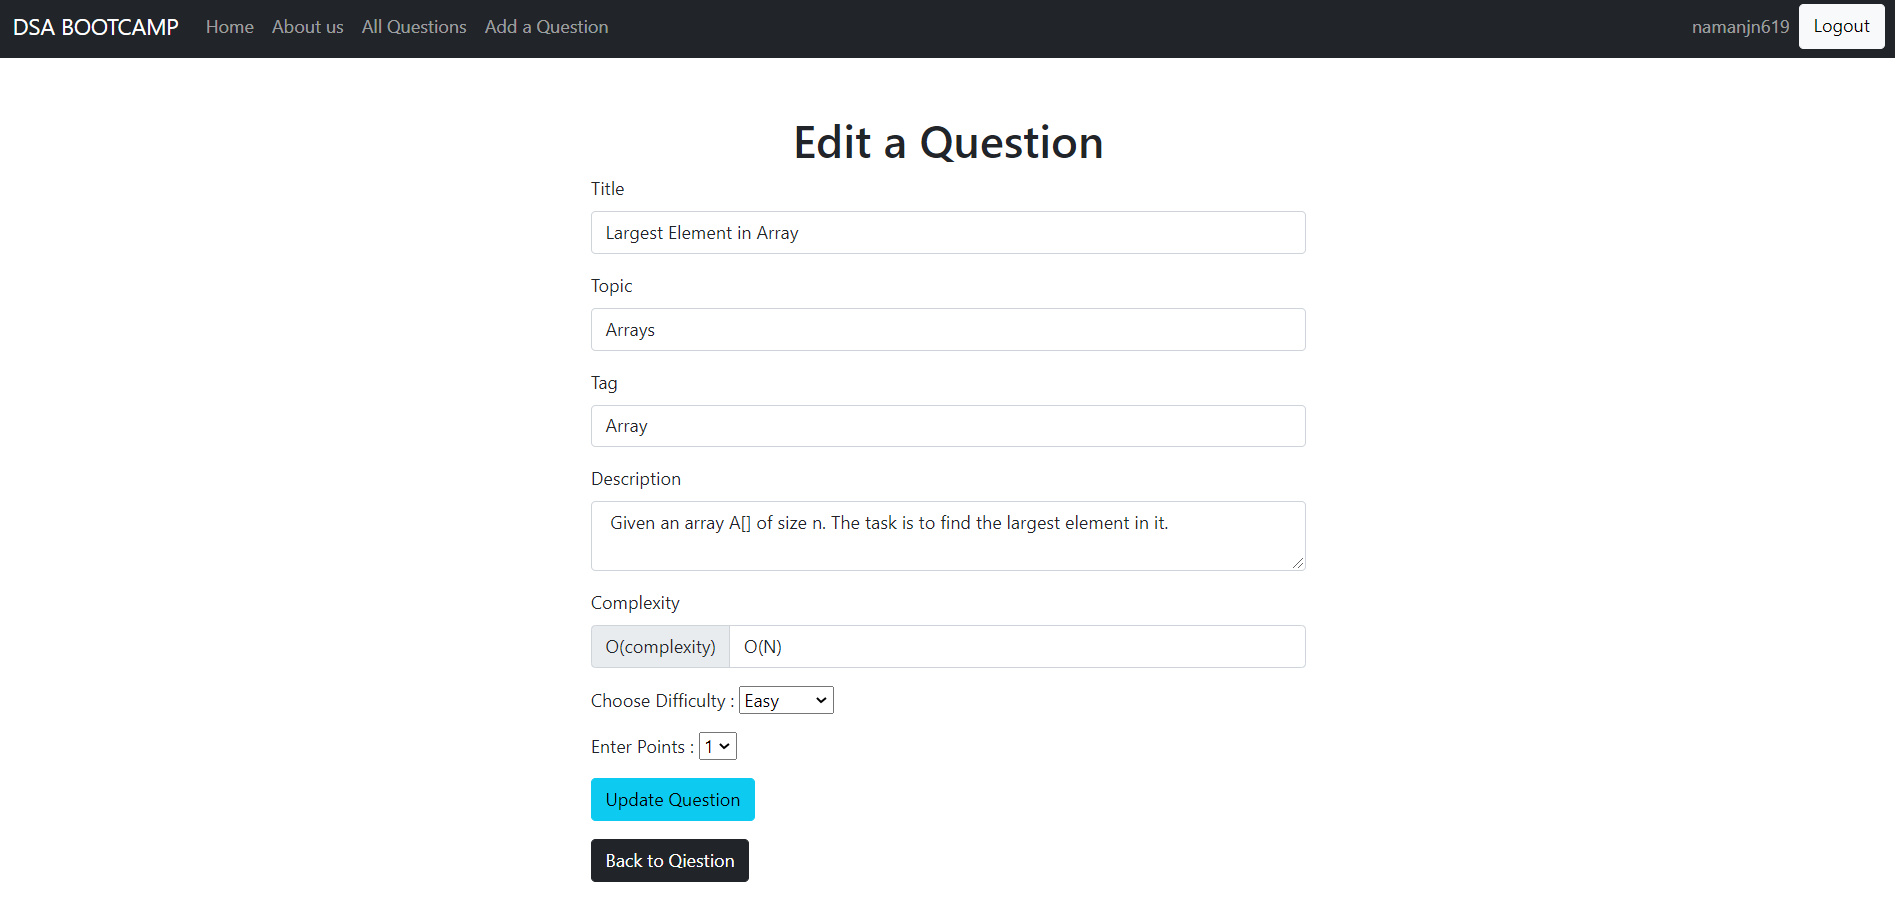 DSA BOOTCAMP Home About us All Questions Add a Question namanjn619 Logout
Edit a Question
Title
Largest Element in Array
Topic
Arrays
Tag
Array
Description
Given an array A[] of size n. The task is to find the largest element in it.
Complexity
O(complexity) O(N)
Choose Difficulty : Easy
Enter Points : 1
Update Question
Back to Qiestion